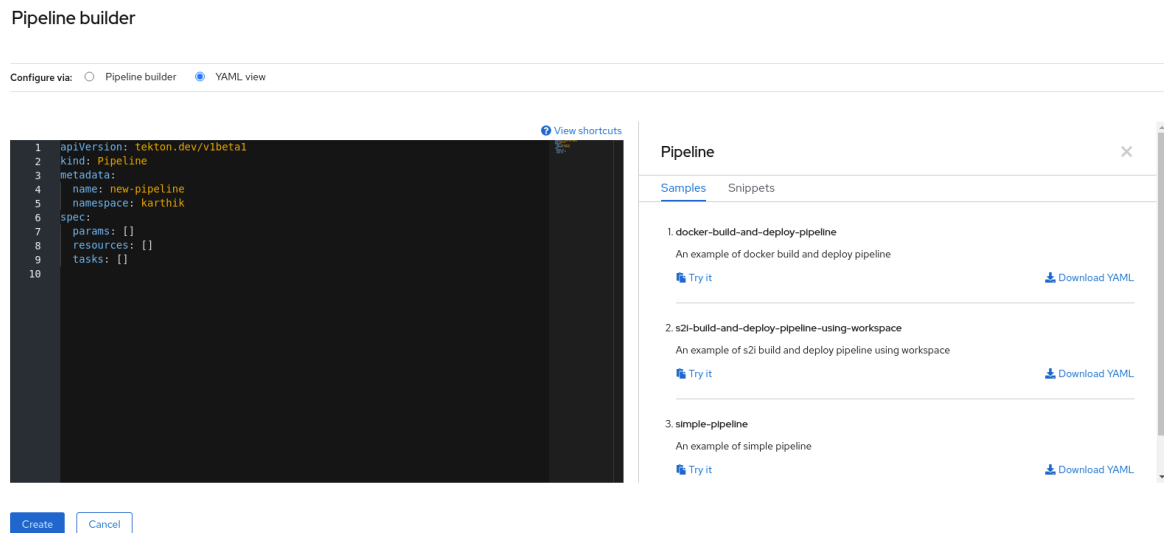 Pipeline builder
Configure via: Pipeline builder YAML view
View shortcuts
1 apiVersion: tekton.dev/v1beta1
2 kind: Pipeline
3 metadata:
4 name: new-pipeline
5 namespace: karthik
6 spec:
7 params: []
8 resources: []
9 tasks: []
10
Pipeline
Samples Snippets
1. docker-build-and-deploy-pipeline
An example of docker build and deploy pipeline
Try it Download YAML
2. s2i-build-and-deploy-pipeline-using-workspace
An example of s2i build and deploy pipeline using workspace
Try it Download YAML
3. simple-pipeline
An example of simple pipeline
Try it Download YAML
Create Cancel